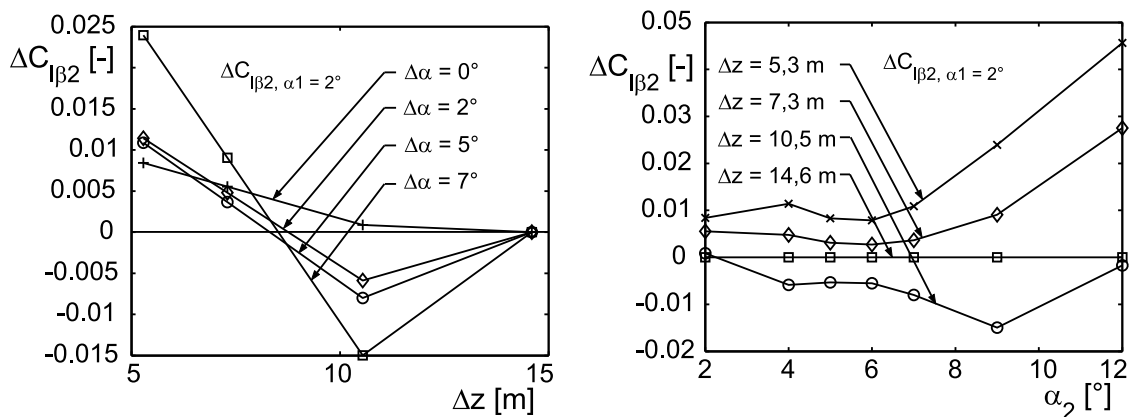 ΔC_lβ2 [-]
0.025
0.02
0.015
0.01
0.005
0
-0.005
-0.01
-0.015
ΔC_lβ2, α1 = 2°
Δα = 0°
Δα = 2°
Δα = 5°
Δα = 7°
5 10 15
Δz [m]
ΔC_lβ2 [-]
0.05
0.04
0.03
0.02
0.01
0
-0.01
-0.02
ΔC_lβ2, α1 = 2°
Δz = 5,3 m
Δz = 7,3 m
Δz = 10,5 m
Δz = 14,6 m
2 4 6 8 10 12
α_2 [°]